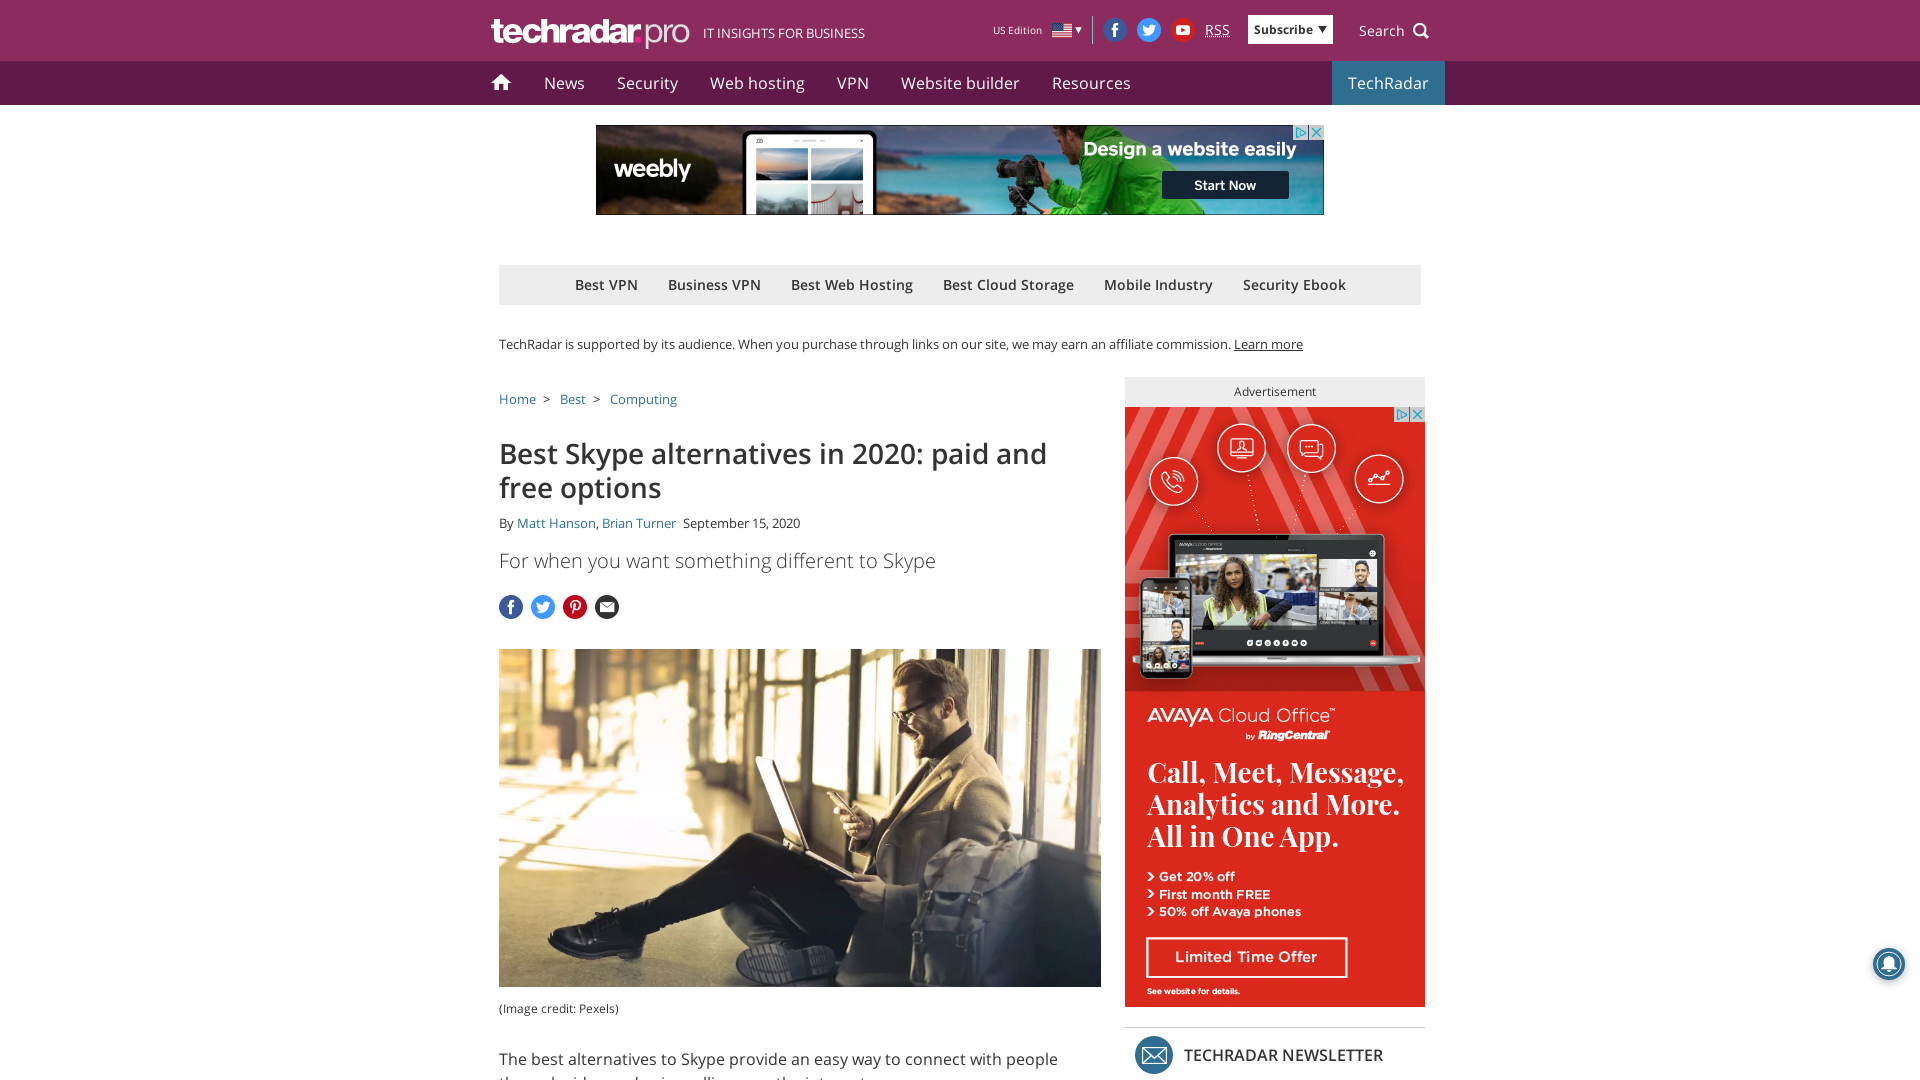 techradar.pro IT INSIGHTS FOR BUSINESS
US Edition
RSS
Subscribe
Search
News Security Web hosting VPN Website builder Resources TechRadar
weebly
Design a website easily
Start Now
Best VPN Business VPN Best Web Hosting Best Cloud Storage Mobile Industry Security Ebook
TechRadar is supported by its audience. When you purchase through links on our site, we may earn an affiliate commission. Learn more
Home > Best > Computing
Best Skype alternatives in 2020: paid and
free options
By Matt Hanson, Brian Turner September 15, 2020
For when you want something different to Skype
(Image credit: Pexels)
The best alternatives to Skype provide an easy way to connect with people
Advertisement
AVAYA Cloud Office™
by RingCentral
Call, Meet, Message,
Analytics and More.
All in One App.
> Get 20% off
> First month FREE
> 50% off Avaya phones
Limited Time Offer
See website for details.
TECHRADAR NEWSLETTER